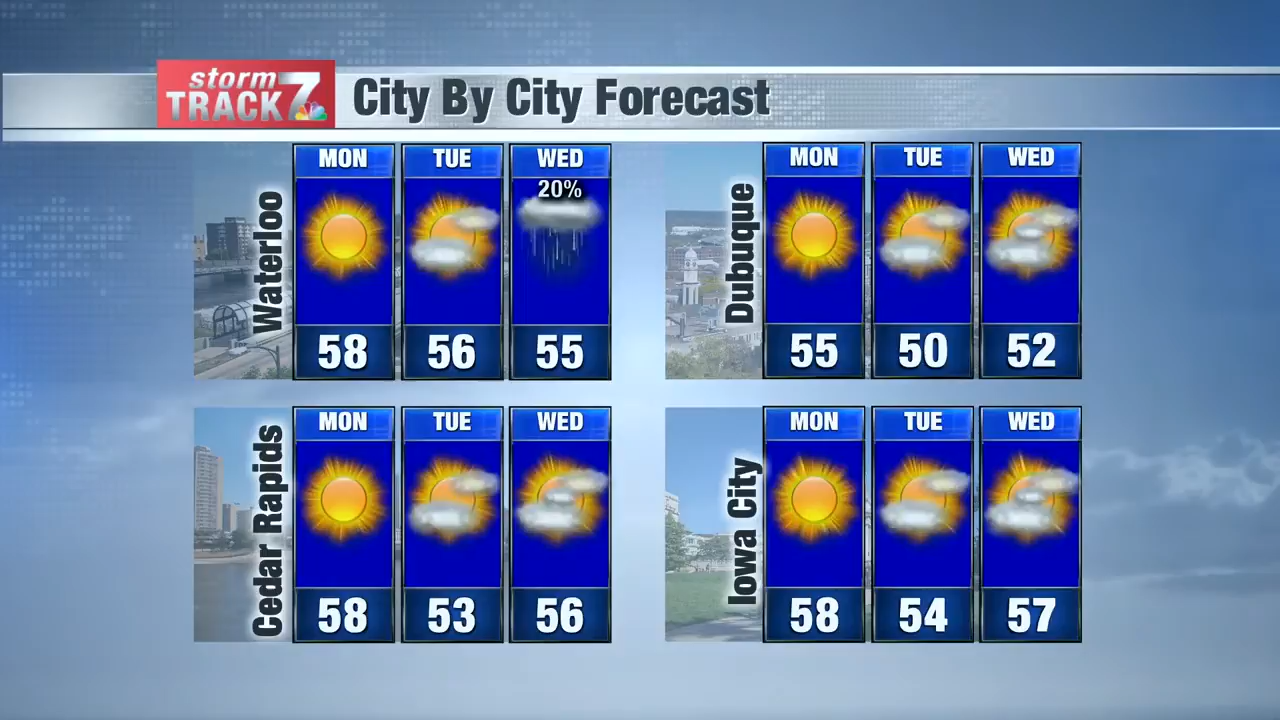 storm
TRACK 7
City By City Forecast
Waterloo
MON TUE WED
20%
58 56 55
Dubuque
MON TUE WED
55 50 52
Cedar Rapids
MON TUE WED
58 53 56
Iowa City
MON TUE WED
58 54 57